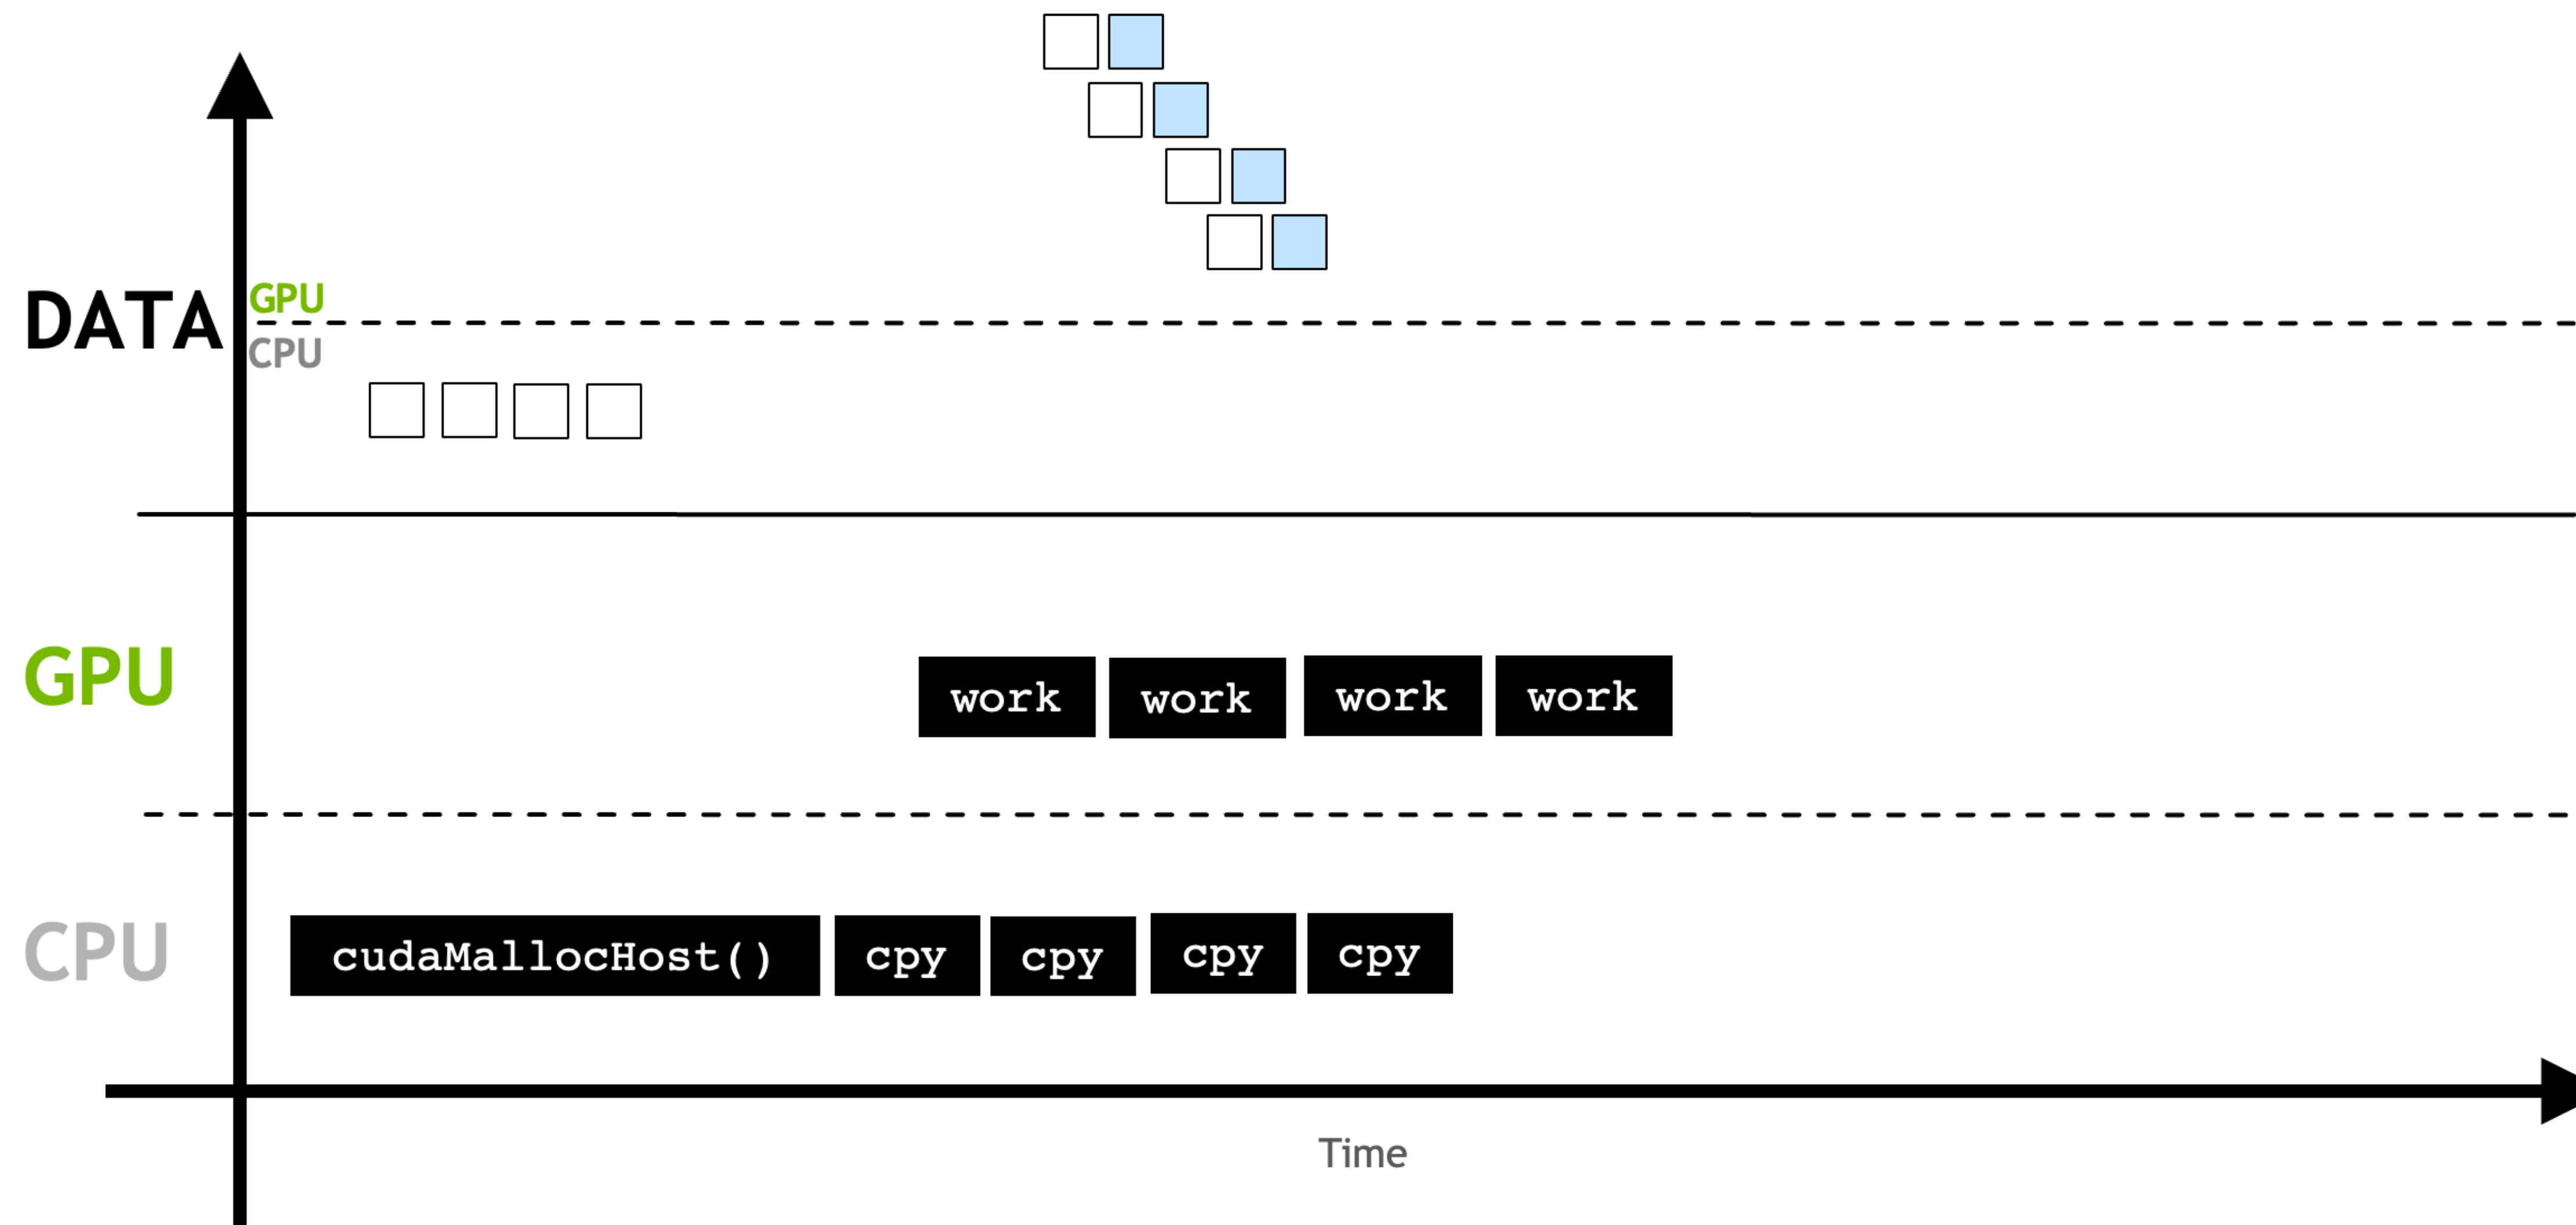 DATA
GPU
CPU
GPU
work work work work
CPU
cudaMallocHost() cpy cpy cpy cpy
Time